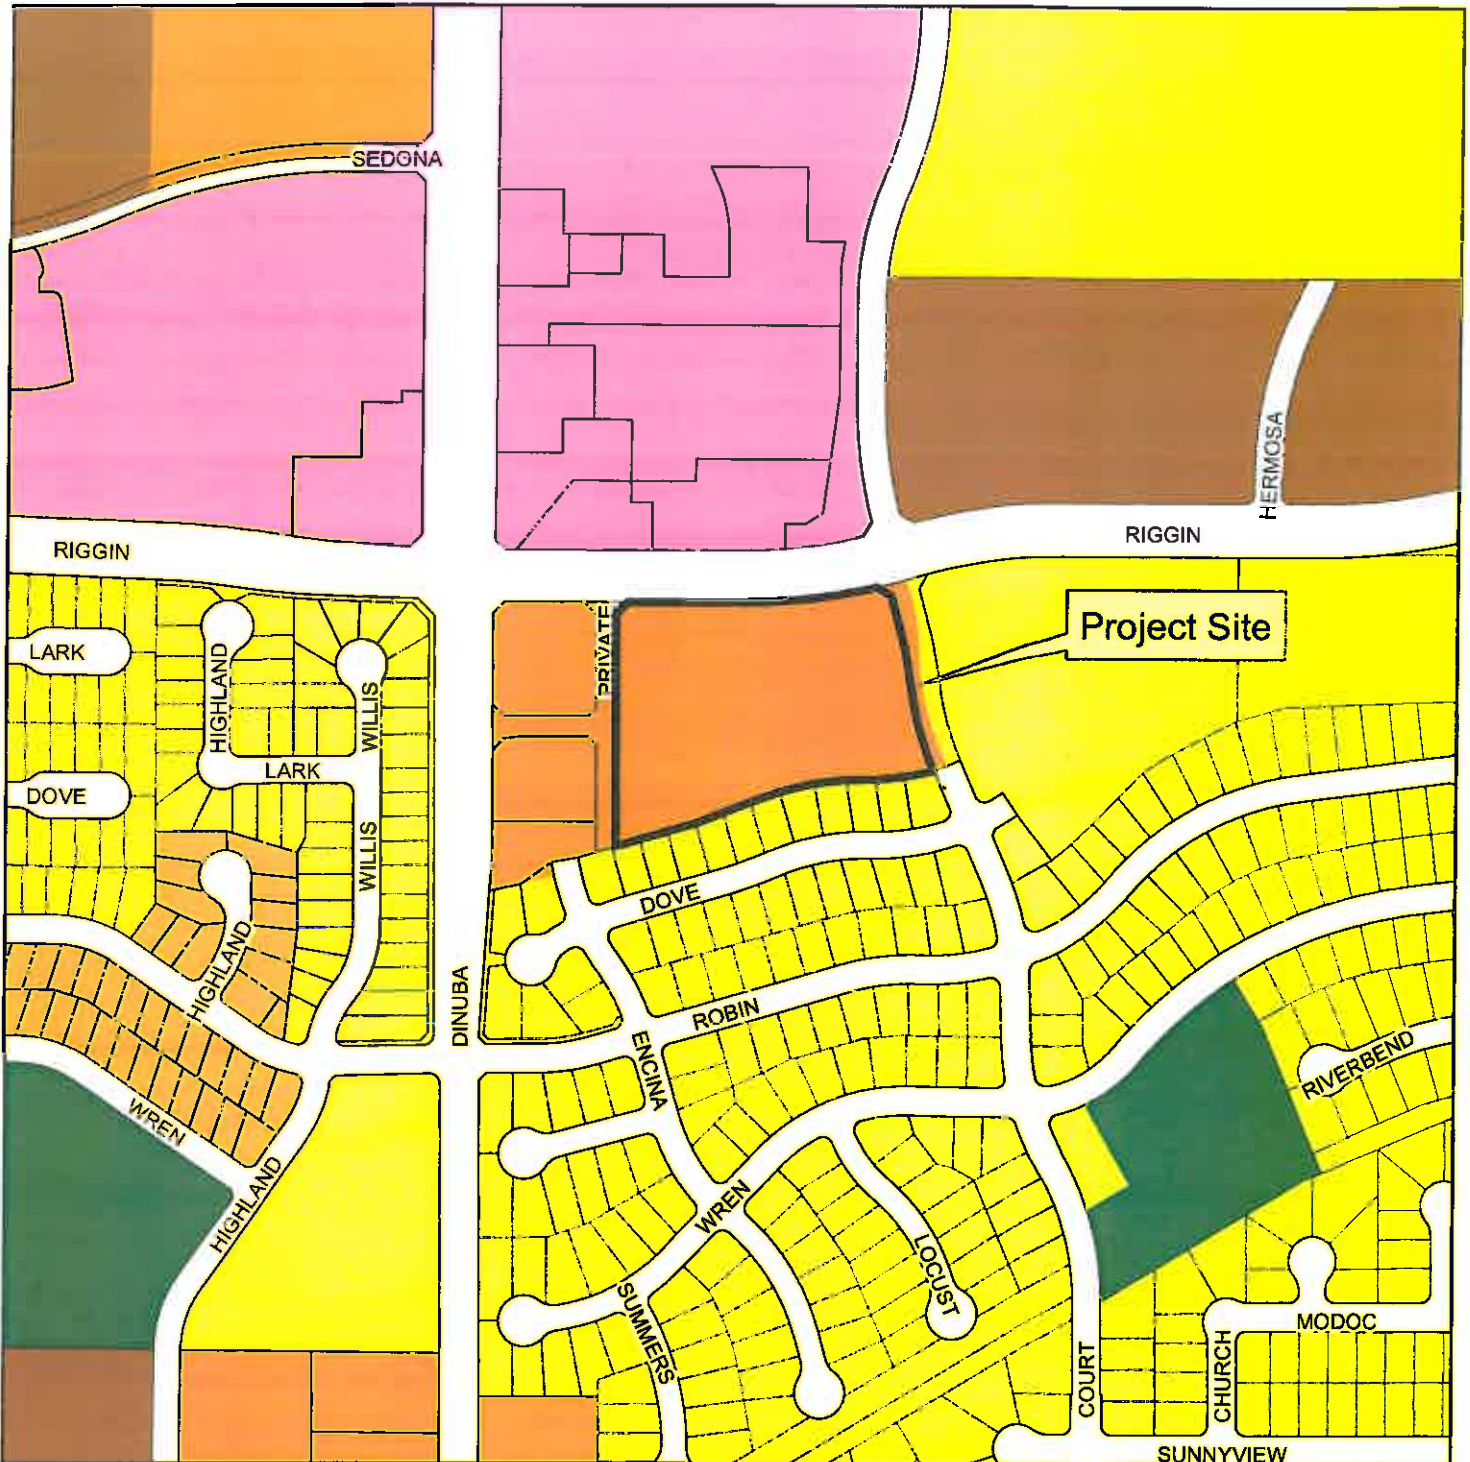 SEDONA
HERMOSA
RIGGIN
RIGGIN
Project Site
PRIVATE
LARK
HIGHLAND
WILLIS
LARK
DOVE
WILLIS
DOVE
HIGHLAND
DINUBA
ROBIN
ENCINA
RIVERBEND
WREN
HIGHLAND
WREN
LOCUST
SUMMERS
MODOC
COURT
CHURCH
SUNNYVIEW